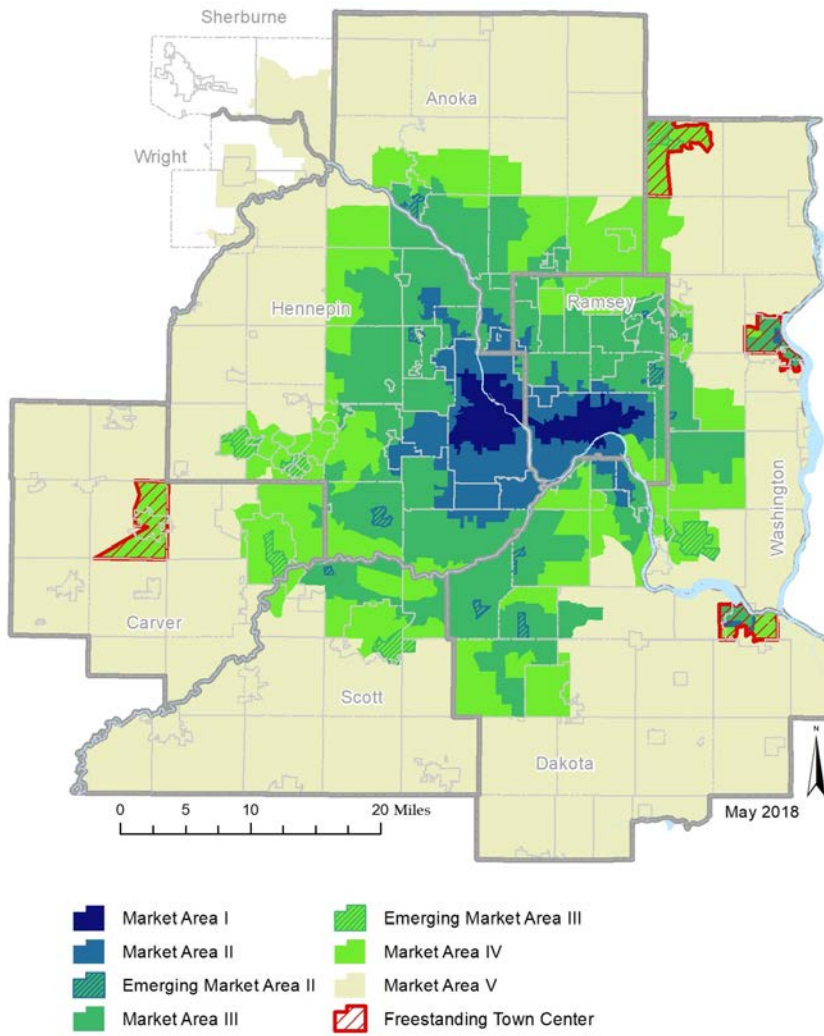 Sherburne
Anoka
Wright
Hennepin
Ramsey
Washington
Carver
Scott
Dakota
N
0 5 10 20 Miles
May 2018
Market Area I
Market Area II
Emerging Market Area II
Market Area III
Emerging Market Area III
Market Area IV
Market Area V
Freestanding Town Center